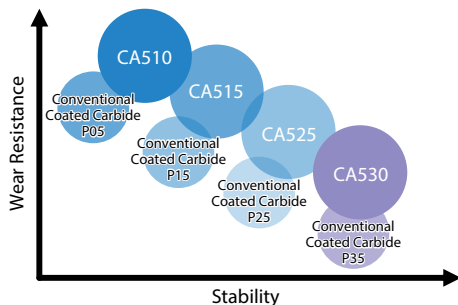 CA510
CA515
Conventional
Coated Carbide
P05
CA525
Conventional
Coated Carbide
P15
CA530
Conventional
Coated Carbide
P25
Conventional
Coated Carbide
P35
Wear Resistance
Stability